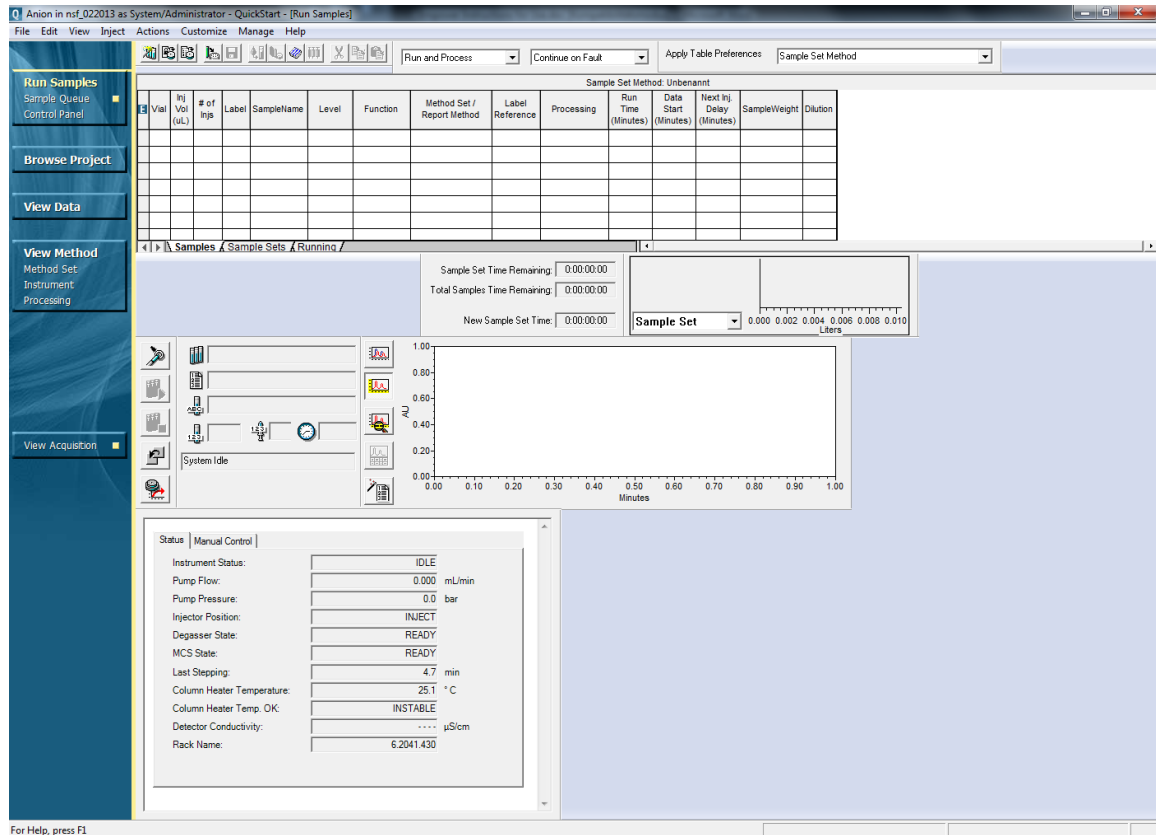 Anion in nsf_022013 as System/Administrator - QuickStart - [Run Samples]
File Edit View Inject Actions Customize Manage Help
Run and Process
Continue on Fault
Apply Table Preferences
Sample Set Method
Run Samples
Sample Queue
Control Panel
Browse Project
View Data
View Method
Method Set
Instrument
Processing
View Acquisition
Sample Set Method: Unbenannt
E Vial Inj Vol (uL) # of Injs Label SampleName Level Function Method Set / Report Method Label Reference Processing Run Time (Minutes) Data Start (Minutes) Next Inj. Delay (Minutes) SampleWeight Dilution
Samples Sample Sets Running
Sample Set Time Remaining: 0:00:00:00
Total Samples Time Remaining: 0:00:00:00
New Sample Set Time: 0:00:00:00
Sample Set
0.000 0.002 0.004 0.006 0.008 0.010
Liters
ABC
123
123
System Idle
1.00
0.80
0.60
AU
0.40
0.20
0.00
0.00 0.10 0.20 0.30 0.40 0.50 0.60 0.70 0.80 0.90 1.00
Minutes
Status Manual Control
Instrument Status: IDLE
Pump Flow: 0.000 mL/min
Pump Pressure: 0.0 bar
Injector Position: INJECT
Degasser State: READY
MCS State: READY
Last Stepping: 4.7 min
Column Heater Temperature: 25.1 ° C
Column Heater Temp. OK: INSTABLE
Detector Conductivity: ---- µS/cm
Rack Name: 6.2041.430
For Help, press F1